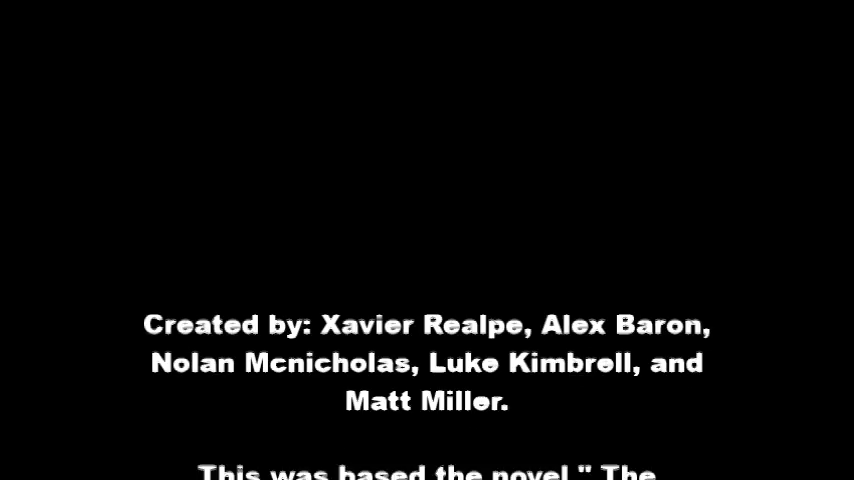 Created by: Xavier Realpe, Alex Baron,
Nolan Mcnicholas, Luke Kimbrell, and
Matt Miller.
This was based the novel " The